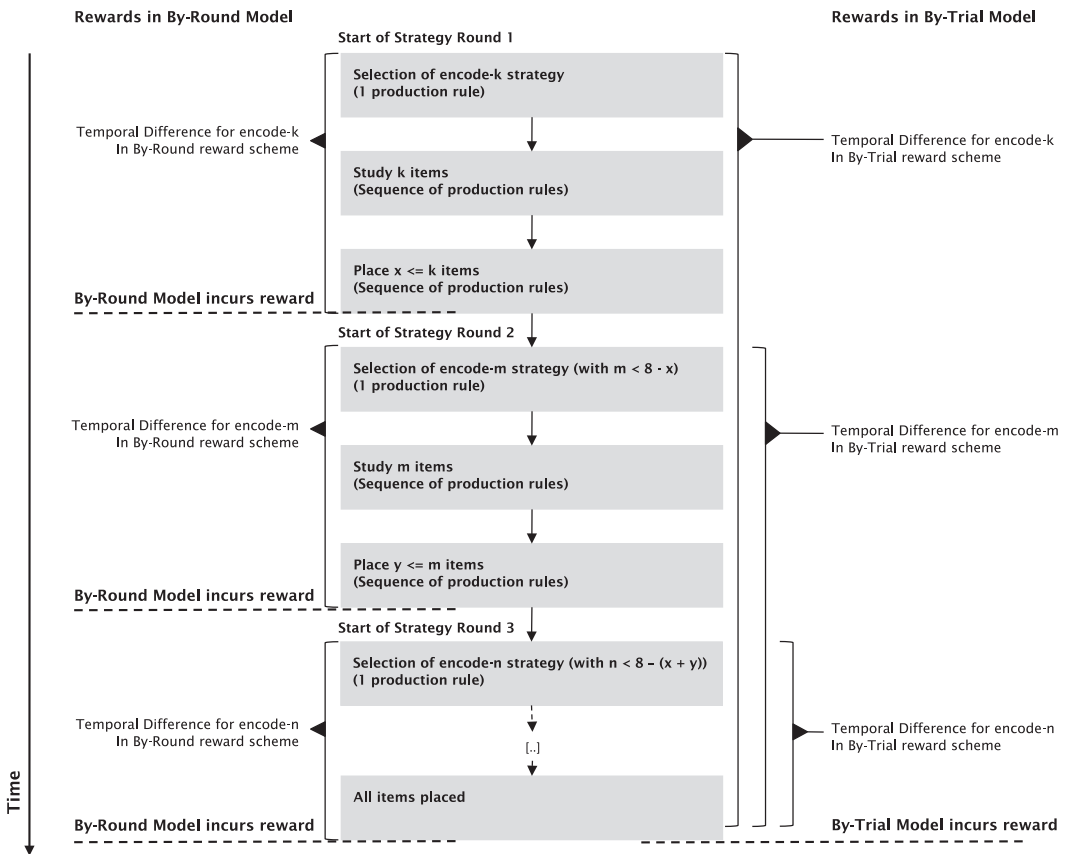 Rewards in By-Round Model
Rewards in By-Trial Model
Start of Strategy Round 1
Selection of encode-k strategy
(1 production rule)
Temporal Difference for encode-k
In By-Round reward scheme
Temporal Difference for encode-k
In By-Trial reward scheme
Study k items
(Sequence of production rules)
Place x <= k items
(Sequence of production rules)
By-Round Model incurs reward
Start of Strategy Round 2
Selection of encode-m strategy (with m < 8 - x)
(1 production rule)
Temporal Difference for encode-m
In By-Round reward scheme
Temporal Difference for encode-m
In By-Trial reward scheme
Study m items
(Sequence of production rules)
Place y <= m items
(Sequence of production rules)
By-Round Model incurs reward
Start of Strategy Round 3
Selection of encode-n strategy (with n < 8 – (x + y))
(1 production rule)
Temporal Difference for encode-n
In By-Round reward scheme
[..]
Temporal Difference for encode-n
In By-Trial reward scheme
All items placed
Time
By-Round Model incurs reward
By-Trial Model incurs reward